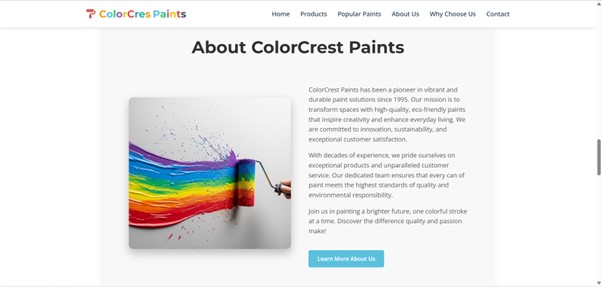 ColorCres Paints
Home Products Popular Paints About Us Why Choose Us Contact
About ColorCrest Paints
ColorCrest Paints has been a pioneer in vibrant and
durable paint solutions since 1995. Our mission is to
transform spaces with high-quality, eco-friendly paints
that inspire creativity and enhance everyday living. We
are committed to innovation, sustainability, and
exceptional customer satisfaction.
With decades of experience, we pride ourselves on
exceptional products and unparalleled customer
service. Our dedicated team ensures that every can of
paint meets the highest standards of quality and
environmental responsibility.
Join us in painting a brighter future, one colorful stroke
at a time. Discover the difference quality and passion
make!
Learn More About Us